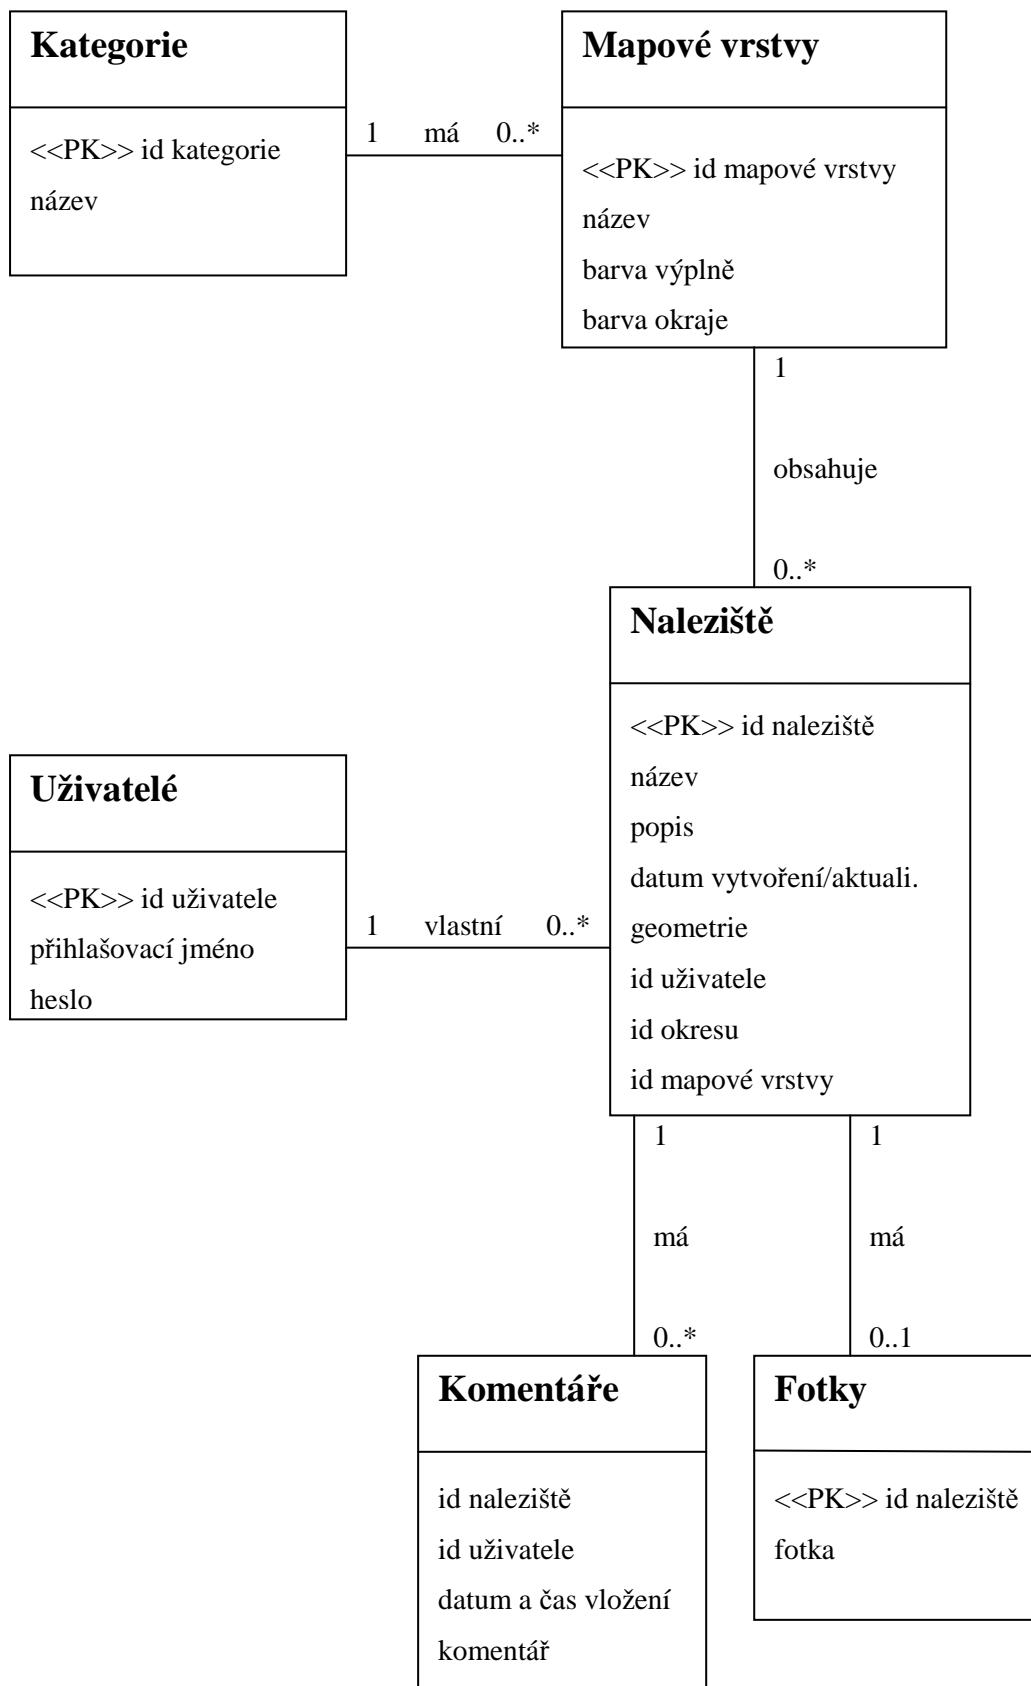 Kategorie
<<PK>> id kategorie
název
1 má 0..*
Mapové vrstvy
<<PK>> id mapové vrstvy
název
barva výplně
barva okraje
1
obsahuje
0..*
Naleziště
<<PK>> id naleziště
název
popis
datum vytvoření/aktuali.
geometrie
id uživatele
id okresu
id mapové vrstvy
Uživatelé
<<PK>> id uživatele
přihlašovací jméno
heslo
1 vlastní 0..*
1
má
0..*
1
má
0..1
Komentáře
id naleziště
id uživatele
datum a čas vložení
komentář
Fotky
<<PK>> id naleziště
fotka